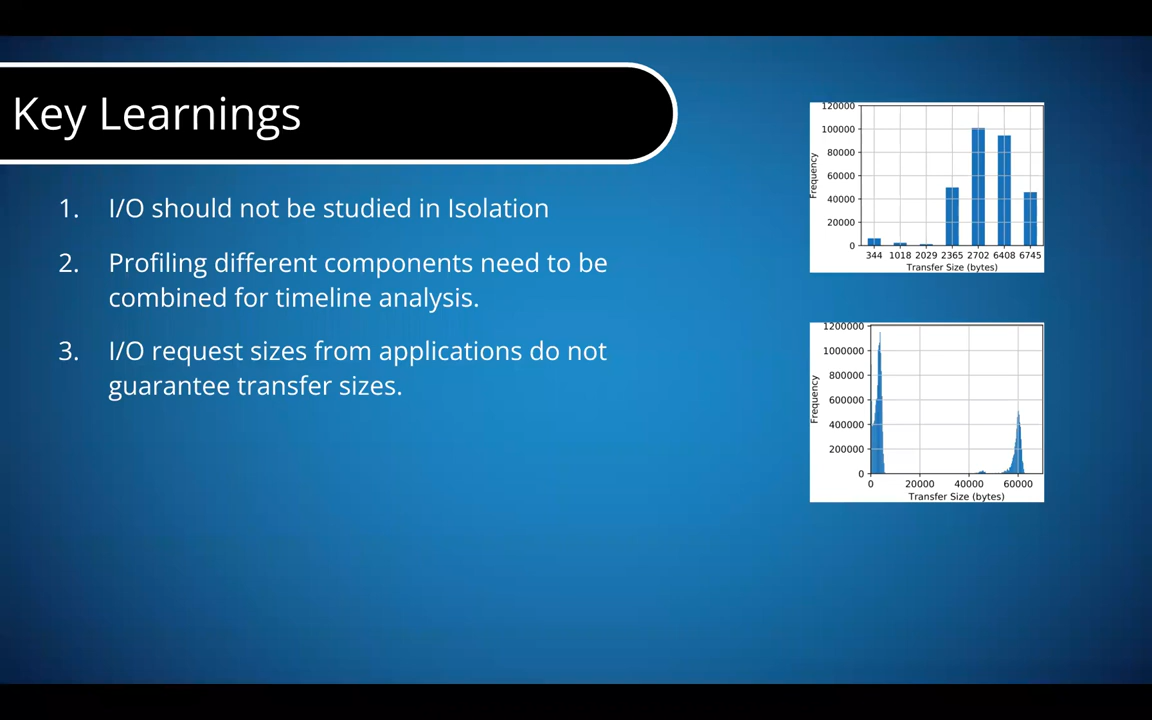 Key Learnings
1. I/O should not be studied in Isolation
2. Profiling different components need to be
combined for timeline analysis.
3. I/O request sizes from applications do not
guarantee transfer sizes.
120000
100000
80000
60000
40000
20000
0
Frequency
344 1018 2029 2365 2702 6408 6745
Transfer Size (bytes)
1200000
1000000
800000
600000
400000
200000
0
Frequency
0 20000 40000 60000
Transfer Size (bytes)